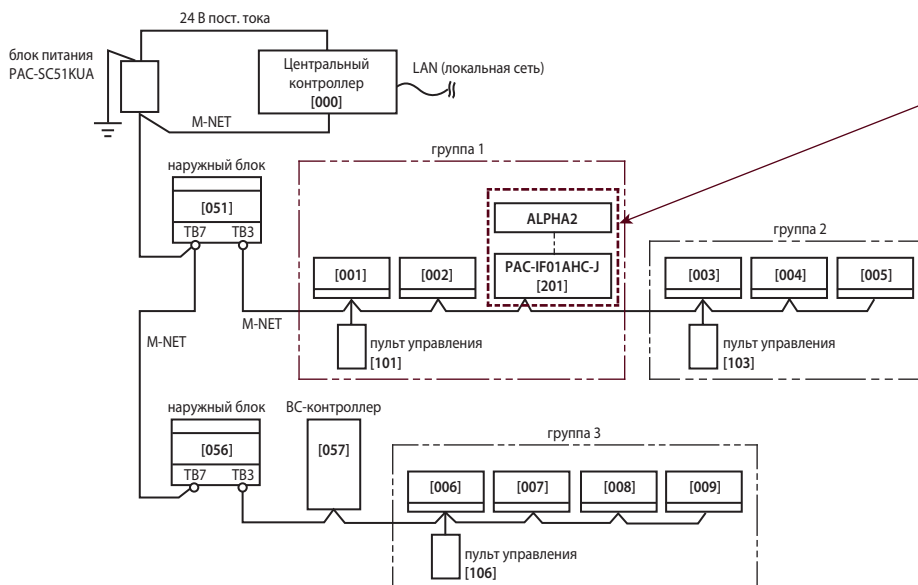 24 В пост. тока
блок питания
PAC-SC51KUA
Центральный
контроллер
[000]
LAN (локальная сеть)
M-NET
группа 1
наружный блок
[051]
TB7
TB3
ALPHA2
PAC-IF01AHC-J
[201]
[001]
[002]
группа 2
[003]
[004]
[005]
M-NET
M-NET
пульт управления
[101]
пульт управления
[103]
наружный блок
[056]
TB7
TB3
BC-контроллер
[057]
группа 3
[006]
[007]
[008]
[009]
пульт управления
[106]